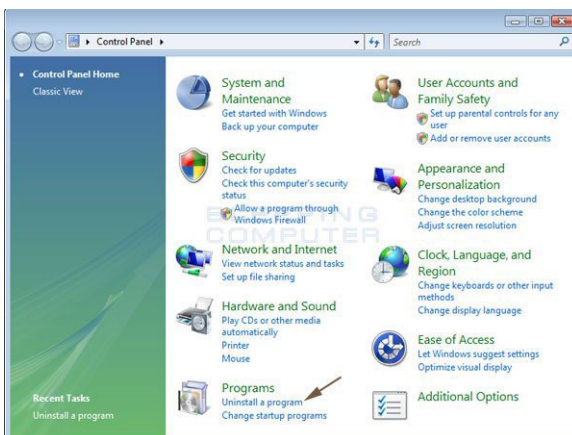 Control Panel
Search
Control Panel Home
Classic View
System and
Maintenance
Get started with Windows
Back up your computer
Security
Check for updates
Check this computer's security
status
Allow a program through
Windows Firewall
Network and Internet
View network status and tasks
Set up file sharing
Hardware and Sound
Play CDs or other media
automatically
Printer
Mouse
Programs
Uninstall a program
Change startup programs
User Accounts and
Family Safety
Set up parental controls for any
user
Add or remove user accounts
Appearance and
Personalization
Change desktop background
Change the color scheme
Adjust screen resolution
Clock, Language, and
Region
Change keyboards or other input
methods
Change display language
Ease of Access
Let Windows suggest settings
Optimize visual display
Additional Options
Recent Tasks
Uninstall a program
BLEEPING
COMPUTER